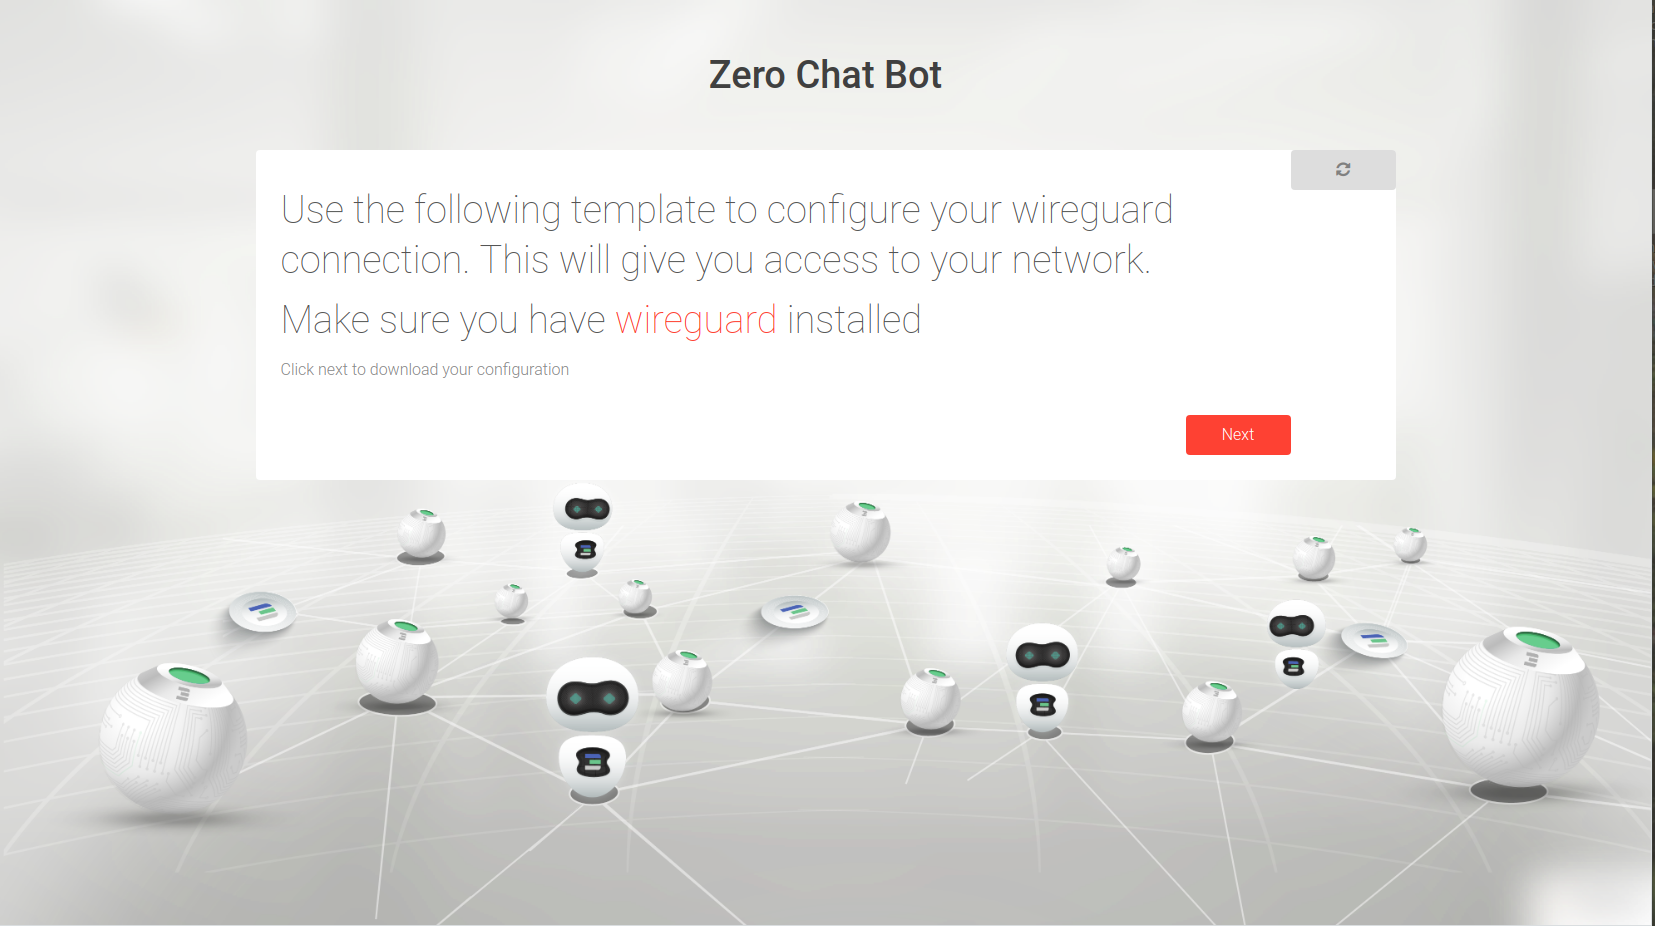 Zero Chat Bot
Use the following template to configure your wireguard
connection. This will give you access to your network.
Make sure you have wireguard installed
Click next to download your configuration
Next